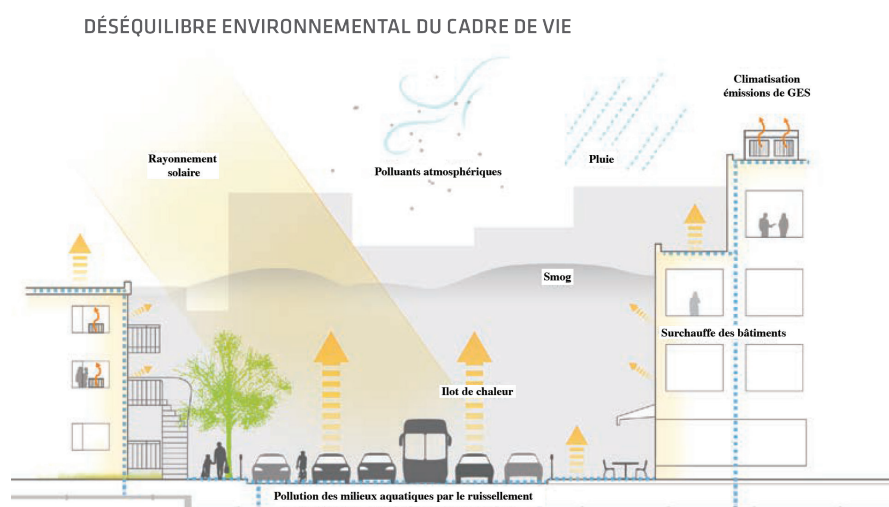 DÉSÉQUILIBRE ENVIRONNEMENTAL DU CADRE DE VIE
Climatisation
émissions de GES
Rayonnement
solaire
Polluants atmosphériques
Pluie
Smog
Surchauffe des bâtiments
Ilot de chaleur
Pollution des milieux aquatiques par le ruissellement